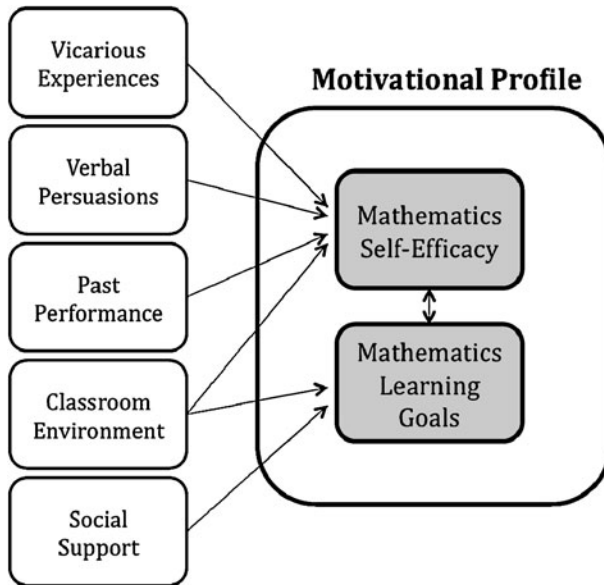 Vicarious
Experiences
Verbal
Persuasions
Past
Performance
Classroom
Environment
Social
Support
Motivational Profile
Mathematics
Self-Efficacy
Mathematics
Learning
Goals